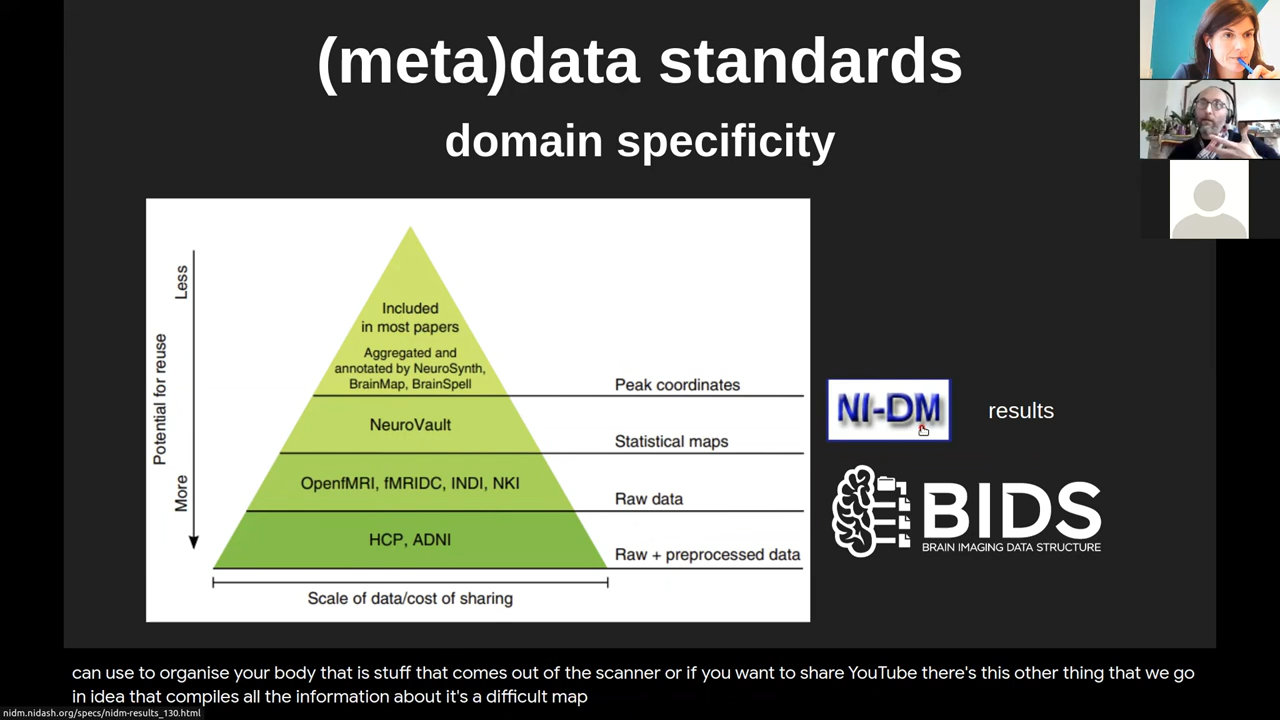 (meta)data standards
domain specificity
Less
Potential for reuse
More
Included
in most papers
Aggregated and
annotated by NeuroSynth,
BrainMap, BrainSpell
Peak coordinates
NeuroVault
Statistical maps
OpenfMRI, fMRIDC, INDI, NKI
Raw data
HCP, ADNI
Raw + preprocessed data
Scale of data/cost of sharing
NI-DM
results
BIDS
BRAIN IMAGING DATA STRUCTURE
can use to organise your body that is stuff that comes out of the scanner or if you want to share YouTube there's this other thing that we go
in idea that compiles all the information about it's a difficult map
nidm.nidash.org/specs/nidm-results_130.html